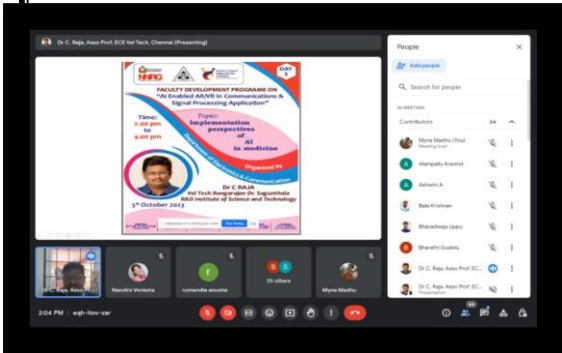 Dr C. Raja, Asso Prof, ECE Vel Tech, Chennai (Presenting)
NNRG
DAY
3
FACULTY DEVELOPMENT PROGRAMME ON
"AI Enabled AR/VR in Communications &
Signal Processing Application"
Time:
2.00 pm
to
4.00 pm
Topic:
Implementation
perspectives
of
AI
in medicine
Organized by
Department of Electronics & Communication
Dr C RAJA
Vel Tech Rangarajan Dr. Sagunthala
R&D Institute of Science and Technology
5th October 2023
Dr C. Raja, Asso Prof
Nandini Venkata
rumandla anusha
29 others
Myna Madhu
2:04 PM
People
Add people
Search for people
IN MEETING
Contributors
34
Myna Madhu (You)
Meeting host
Alampally Aravind
Ashwini A
Bala Krishnan
Bharadwaja Uppu
Bharathi Gudelu
Dr C. Raja, Asso Prof, EC...
Dr C. Raja, Asso Prof, EC...
Presentation